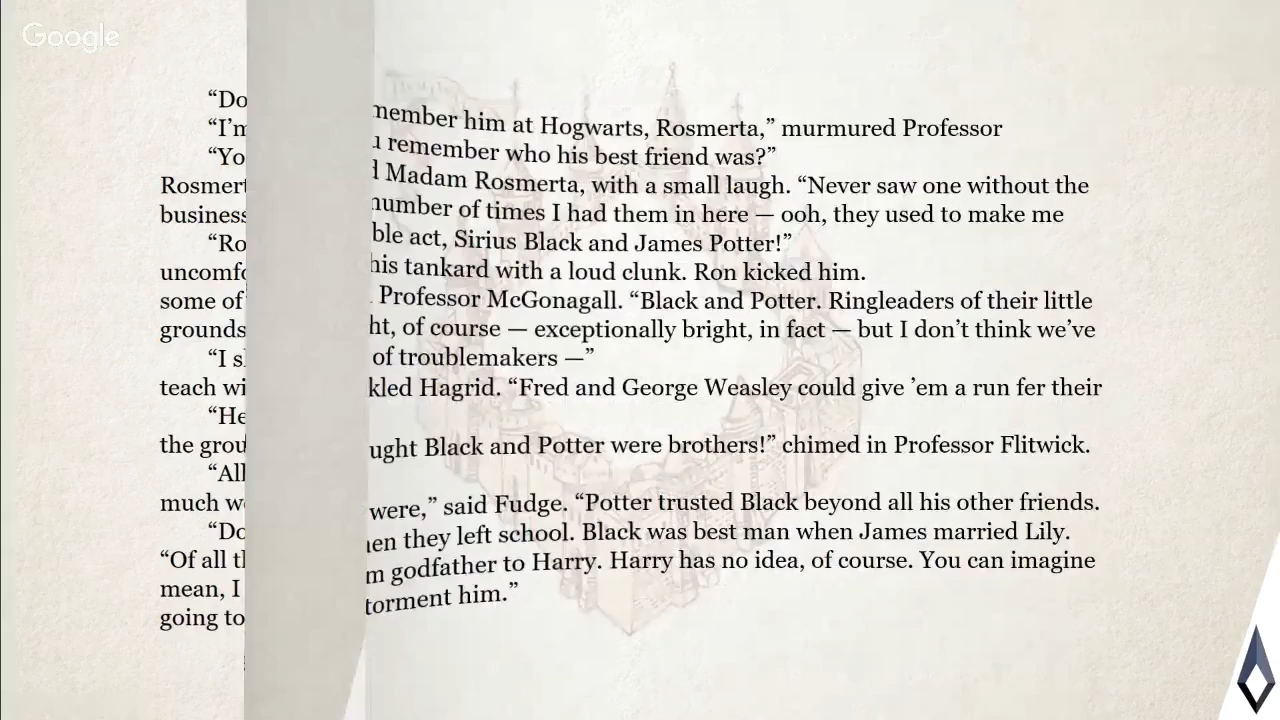 Google
“Do
“I’m
“Yo
Rosmert
business
“Ro
uncomfo
some of
grounds
“I s
teach wi
“He
the grou
“All
much w
“Do
“Of all t
mean, I
going to
member him at Hogwarts, Rosmerta,” murmured Professor
remember who his best friend was?”
Madam Rosmerta, with a small laugh. “Never saw one without the
number of times I had them in here — ooh, they used to make me
ble act, Sirius Black and James Potter!”
his tankard with a loud clunk. Ron kicked him.
Professor McGonagall. “Black and Potter. Ringleaders of their little
ht, of course — exceptionally bright, in fact — but I don’t think we’ve
of troublemakers —”
kled Hagrid. “Fred and George Weasley could give ’em a run fer their
ught Black and Potter were brothers!” chimed in Professor Flitwick.
were,” said Fudge. “Potter trusted Black beyond all his other friends.
en they left school. Black was best man when James married Lily.
m godfather to Harry. Harry has no idea, of course. You can imagine
torment him.”